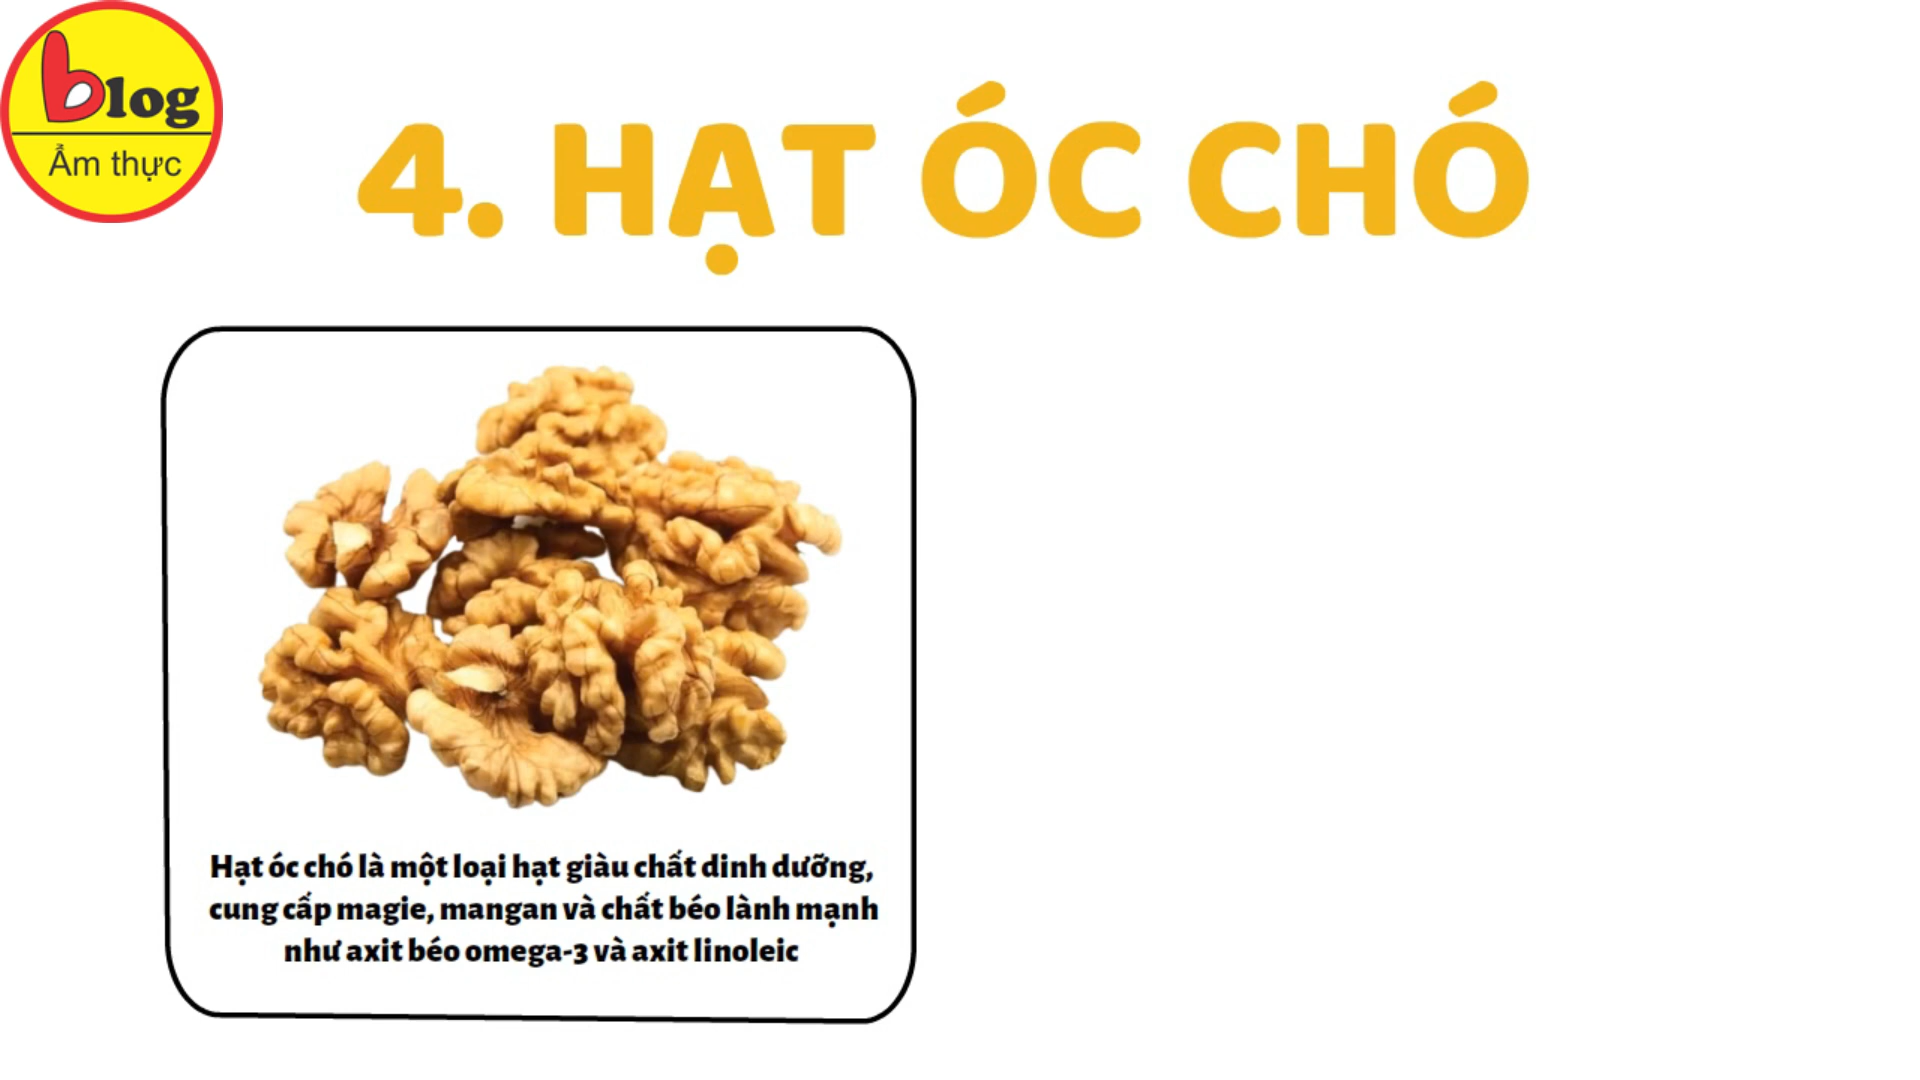 blog
Ẩm thực
4. HẠT ÓC CHÓ
Hạt óc chó là một loại hạt giàu chất dinh dưỡng,
cung cấp magie, mangan và chất béo lành mạnh
như axit béo omega-3 và axit linoleic